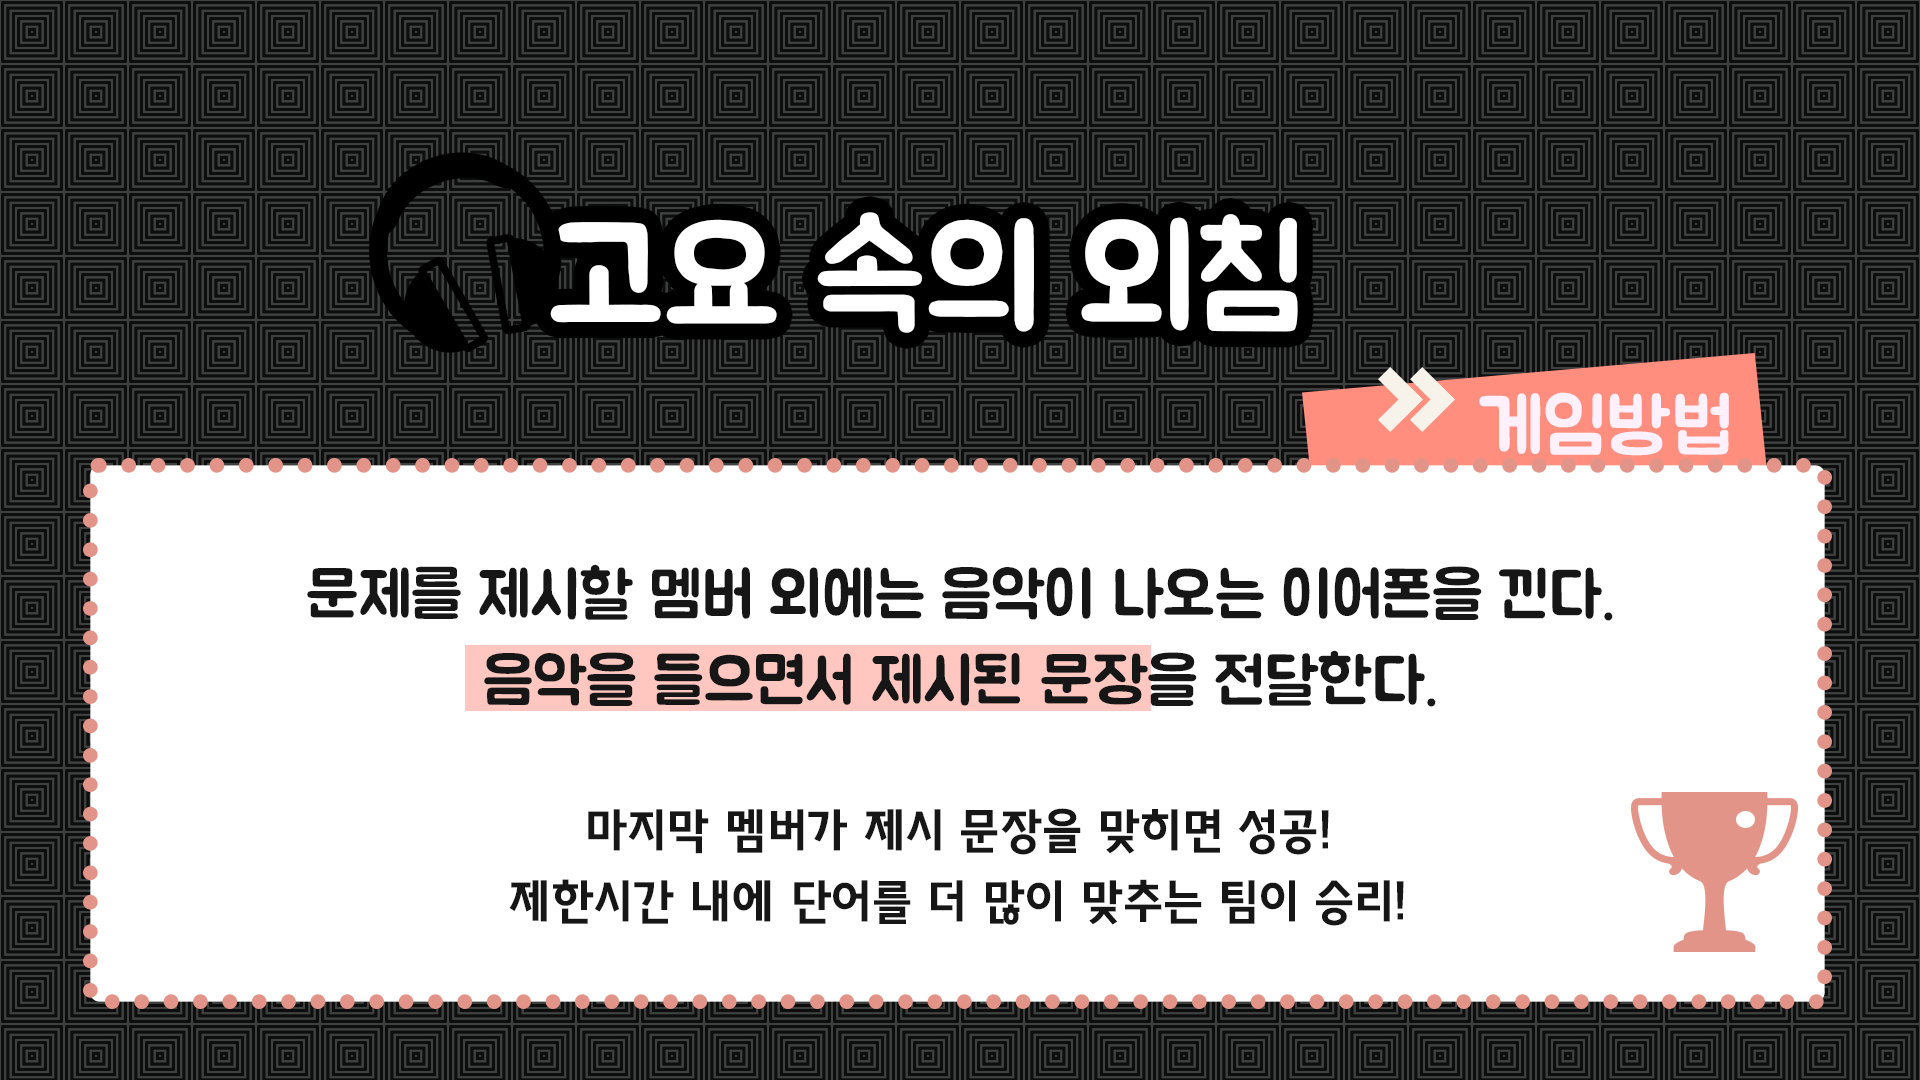 고요 속의 외침
게임방법
문제를 제시할 멤버 외에는 음악이 나오는 이어폰을 낀다.
음악을 들으면서 제시된 문장을 전달한다.
마지막 멤버가 제시 문장을 맞히면 성공!
제한시간 내에 단어를 더 많이 맞추는 팀이 승리!